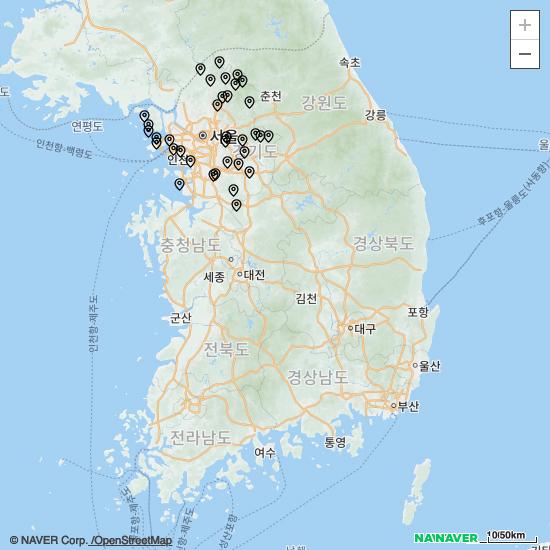 +
−
속초
춘천
강원도
강릉
연평도
서울
경기도
인천
인천항-백령도
울
후포항-울릉도(사동항)
충청남도
경상북도
세종
대전
인천항-제주도
김천
군산
포항
전북도
대구
울산
경상남도
부산
전라남도
여수
통영
© NAVER Corp. /OpenStreetMap
NAVER
10/50km